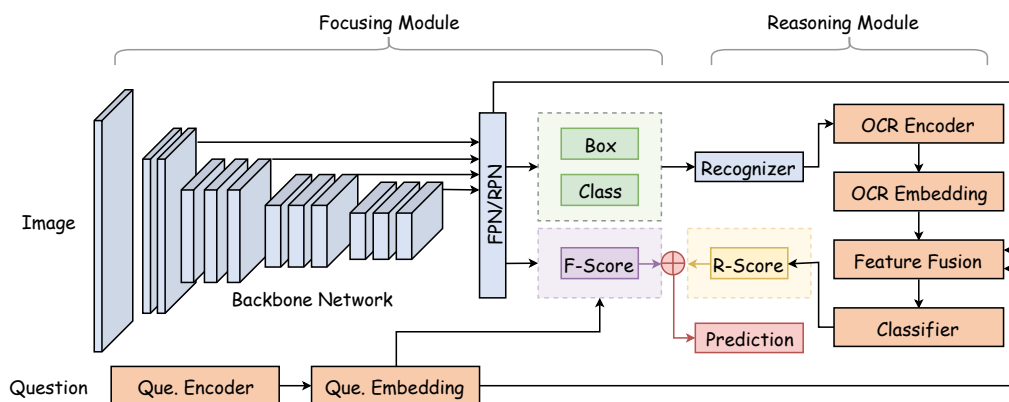 Focusing Module
Reasoning Module
Image
Backbone Network
FPN/RPN
Box
Class
F-Score
R-Score
Recognizer
Prediction
OCR Encoder
OCR Embedding
Feature Fusion
Classifier
Question
Que. Encoder
Que. Embedding